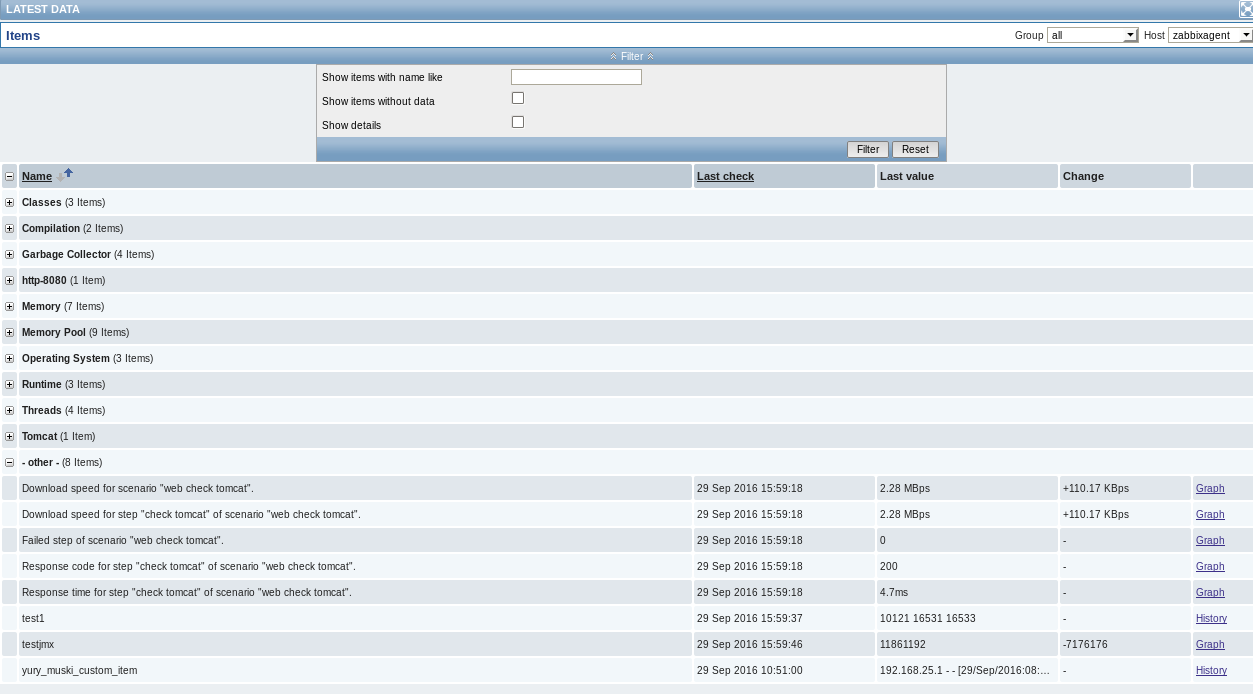 LATEST DATA
Items Group all Host zabbixagent
Filter
Show items with name like
Show items without data
Show details
Filter Reset
Name Last check Last value Change
Classes (3 Items)
Compilation (2 Items)
Garbage Collector (4 Items)
http-8080 (1 Item)
Memory (7 Items)
Memory Pool (9 Items)
Operating System (3 Items)
Runtime (3 Items)
Threads (4 Items)
Tomcat (1 Item)
- other - (8 Items)
Download speed for scenario "web check tomcat". 29 Sep 2016 15:59:18 2.28 MBps +110.17 KBps Graph
Download speed for step "check tomcat" of scenario "web check tomcat". 29 Sep 2016 15:59:18 2.28 MBps +110.17 KBps Graph
Failed step of scenario "web check tomcat". 29 Sep 2016 15:59:18 0 - Graph
Response code for step "check tomcat" of scenario "web check tomcat". 29 Sep 2016 15:59:18 200 - Graph
Response time for step "check tomcat" of scenario "web check tomcat". 29 Sep 2016 15:59:18 4.7ms - Graph
test1 29 Sep 2016 15:59:37 10121 16531 16533 - History
testjmx 29 Sep 2016 15:59:46 11861192 -7176176 Graph
yury_muski_custom_item 29 Sep 2016 10:51:00 192.168.25.1 - - [29/Sep/2016:08:... - History